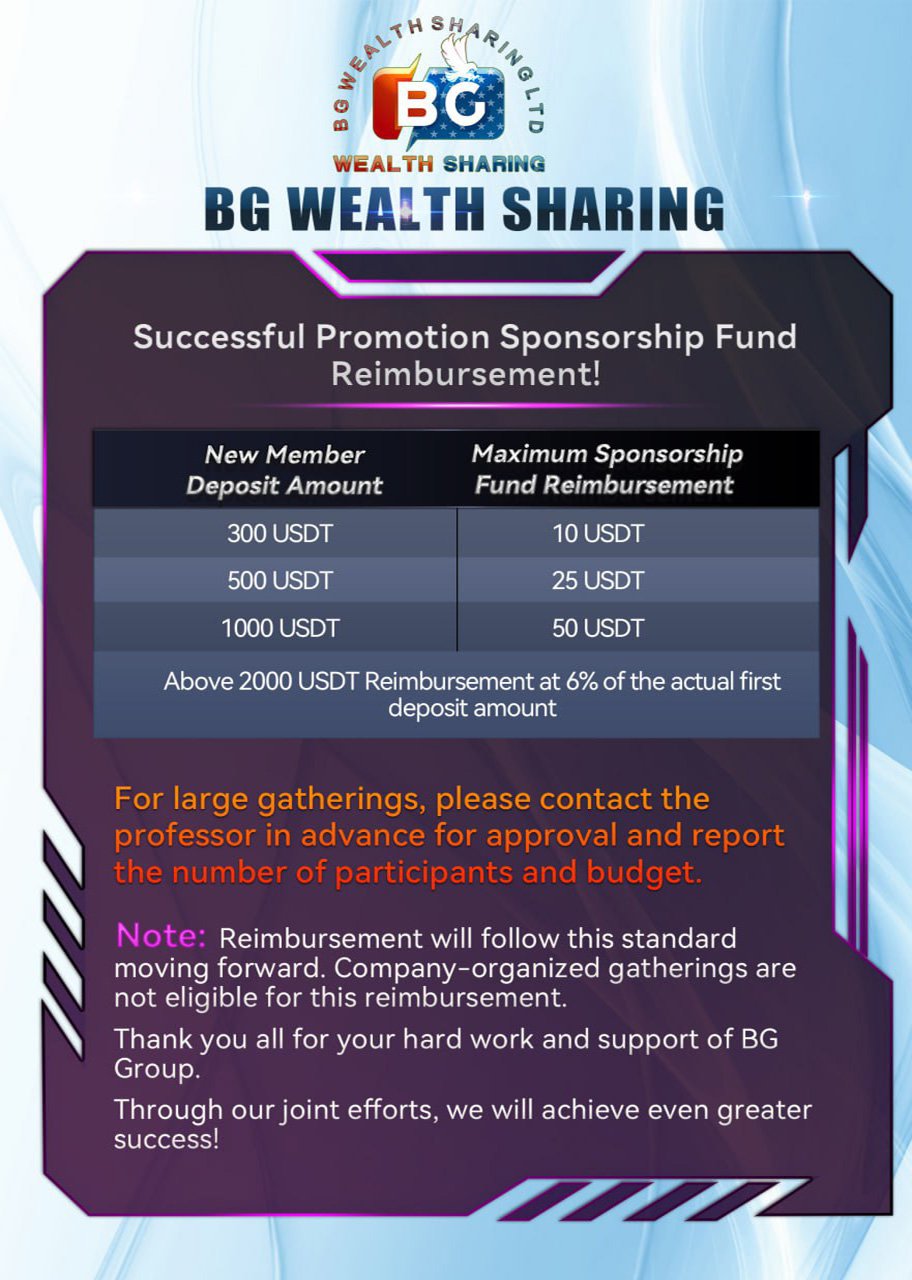 BG WEALTH SHARING LTD
BG
WEALTH SHARING
BG WEALTH SHARING
Successful Promotion Sponsorship Fund
Reimbursement!
New Member Maximum Sponsorship
Deposit Amount Fund Reimbursement
300 USDT 10 USDT
500 USDT 25 USDT
1000 USDT 50 USDT
Above 2000 USDT Reimbursement at 6% of the actual first
deposit amount
For large gatherings, please contact the
professor in advance for approval and report
the number of participants and budget.
Note: Reimbursement will follow this standard
moving forward. Company-organized gatherings are
not eligible for this reimbursement.
Thank you all for your hard work and support of BG
Group.
Through our joint efforts, we will achieve even greater
success!